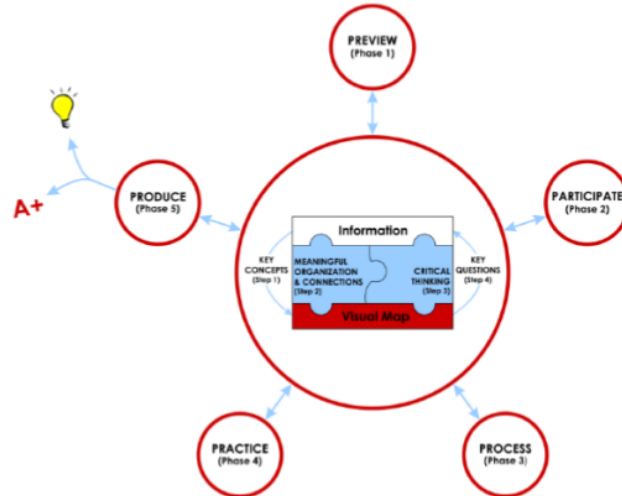 PREVIEW
(Phase 1)
PRODUCE
(Phase 5)
A+
PARTICIPATE
(Phase 2)
Information
KEY
CONCEPTS
(Step 1)
MEANINGFUL
ORGANIZATION
& CONNECTIONS
(Step 2)
CRITICAL
THINKING
(Step 3)
KEY
QUESTIONS
(Step 4)
Visual Map
PRACTICE
(Phase 4)
PROCESS
(Phase 3)